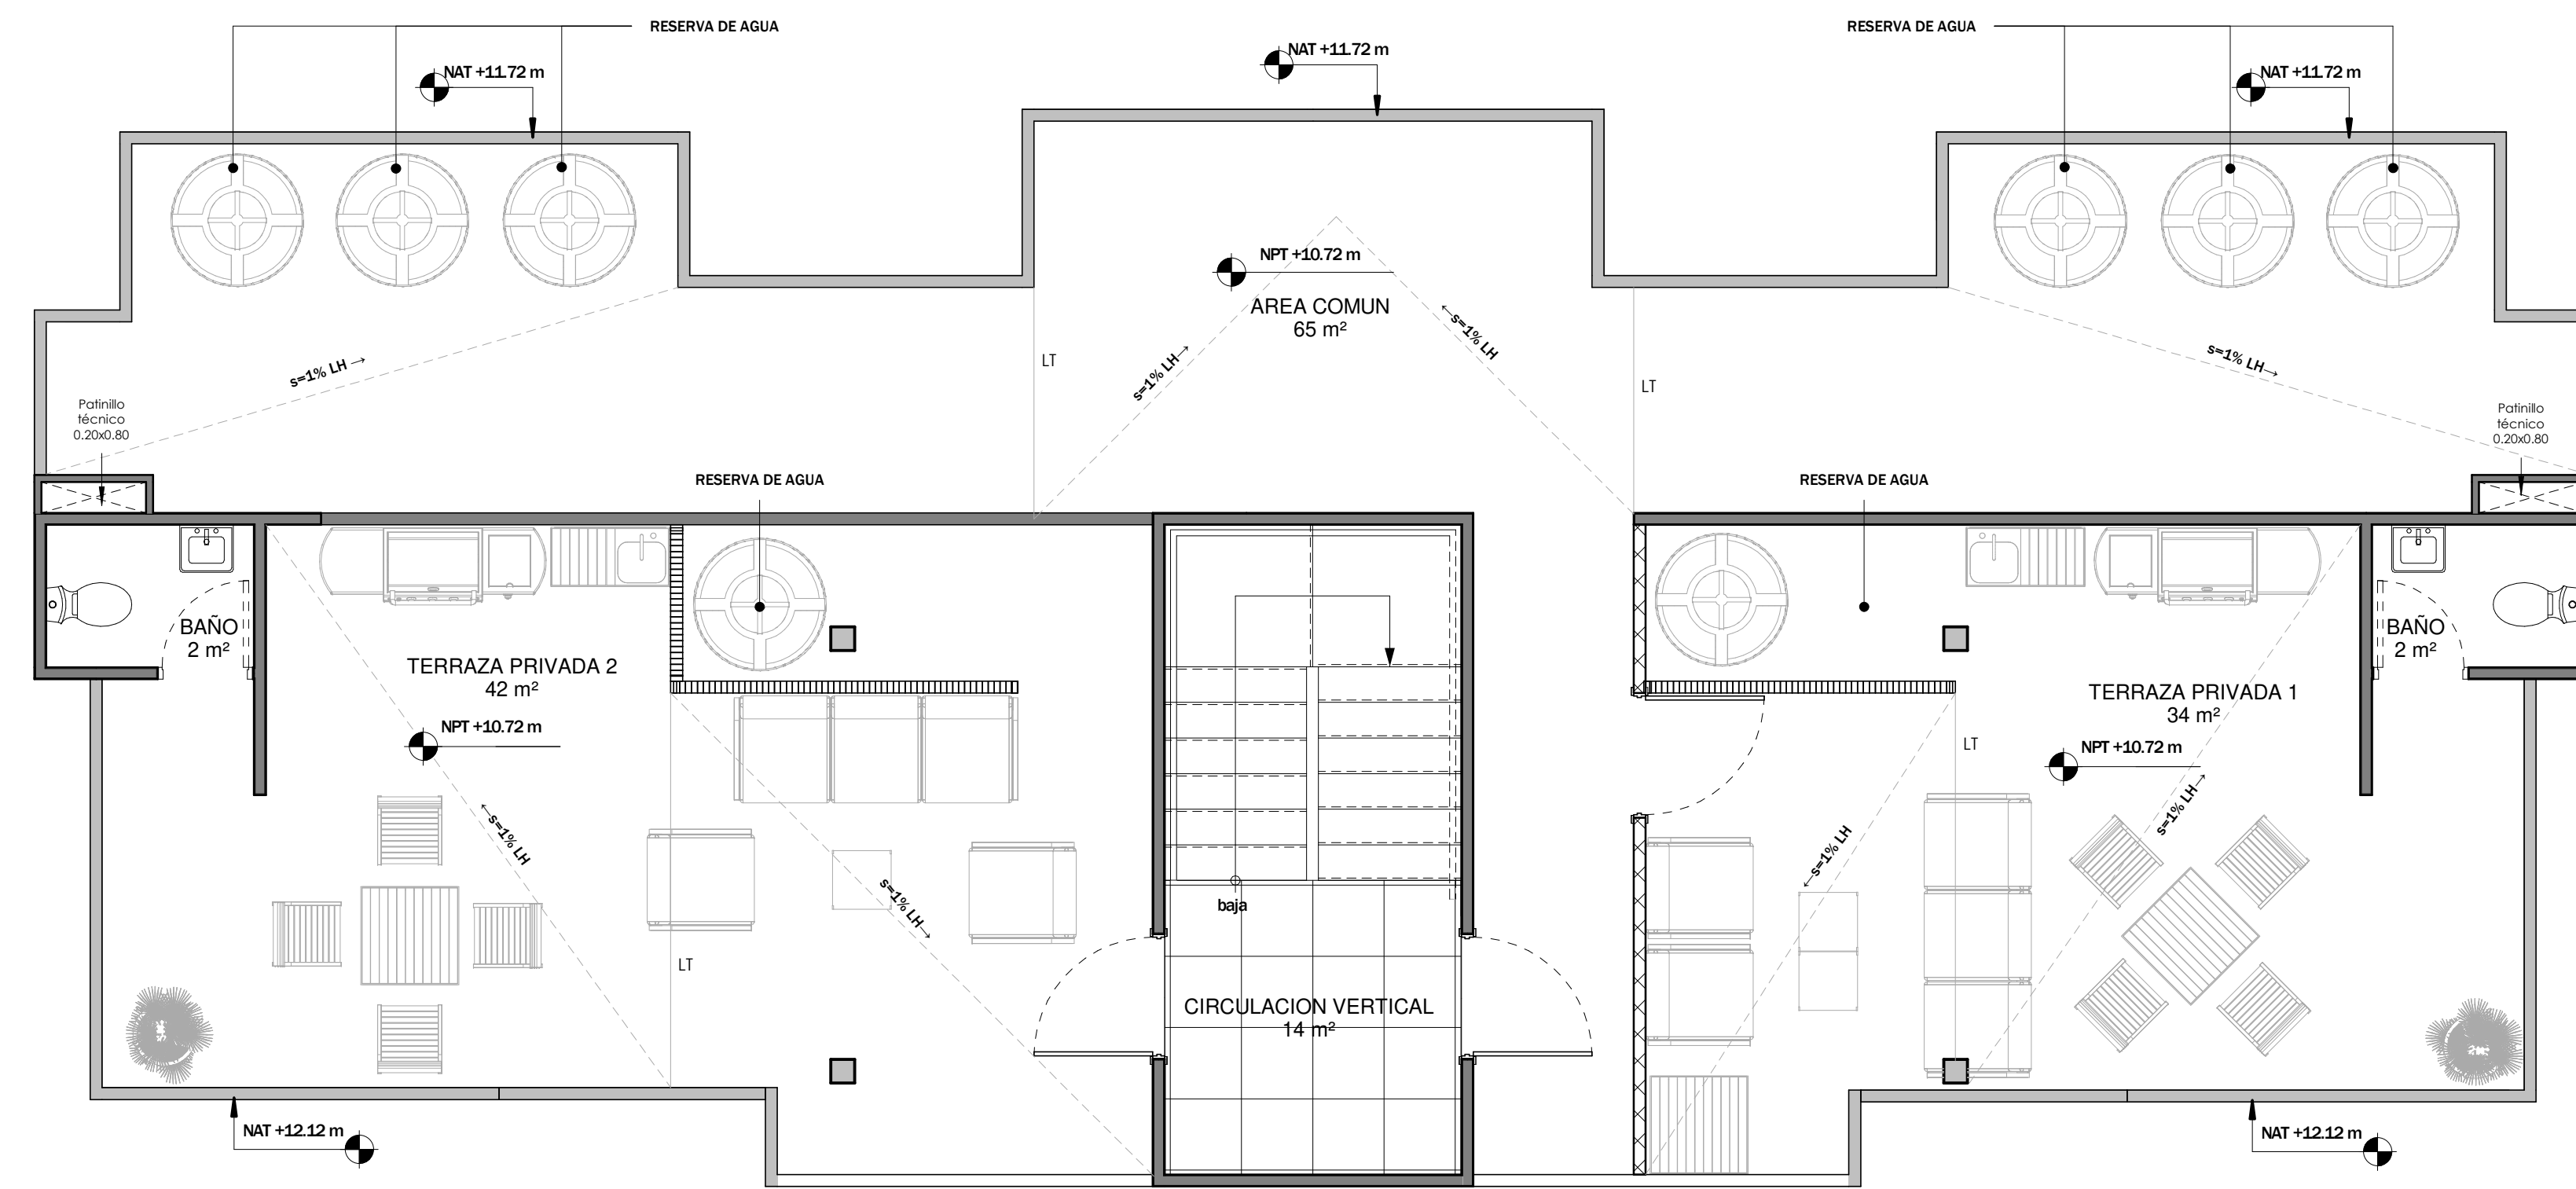 RESERVA DE AGUA
RESERVA DE AGUA
NAT +11.72 m
NAT +11.72 m
NAT +11.72 m
NPT +10.72 m
AREA COMUN
65 m²
←s=1% LH
s=1% LH→
s=1% LH →
s=1% LH→
LT
LT
Patinillo
técnico
0.20x0.80
Patinillo
técnico
0.20x0.80
RESERVA DE AGUA
RESERVA DE AGUA
BAÑO
2 m²
TERRAZA PRIVADA 2
42 m²
NPT +10.72 m
BAÑO
2 m²
TERRAZA PRIVADA 1
34 m²
NPT +10.72 m
LT
←s=1% LH
s=1% LH→
←s=1% LH
s=1% LH→
baja
LT
CIRCULACION VERTICAL
14 m²
NAT +12.12 m
NAT +12.12 m